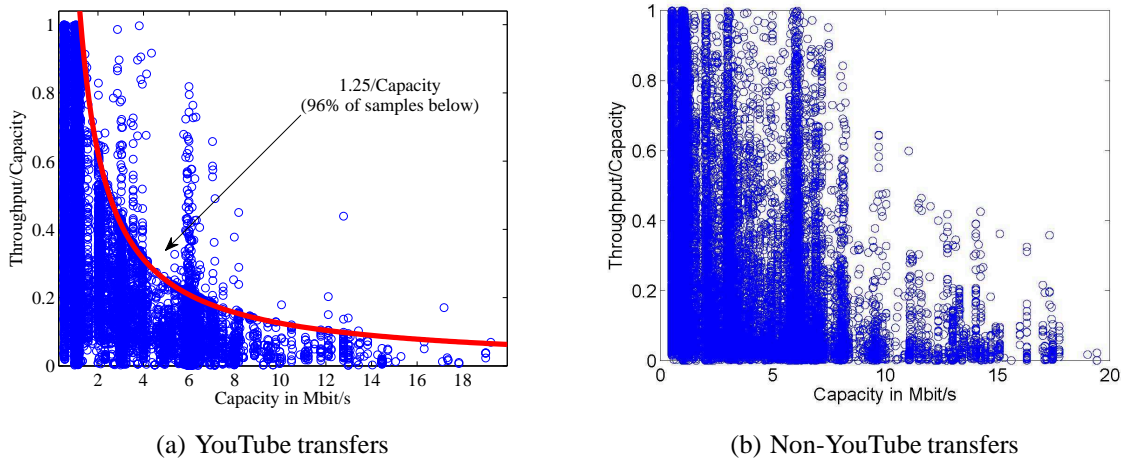 1
0.8
0.6
0.4
0.2
0
Throughput/Capacity
1.25/Capacity
(96% of samples below)
2 4 6 8 10 12 14 16 18
Capacity in Mbit/s
(a) YouTube transfers
1
0.8
0.6
0.4
0.2
0
Throughput/Capacity
0 5 10 15 20
Capacity in Mbit/s
(b) Non-YouTube transfers